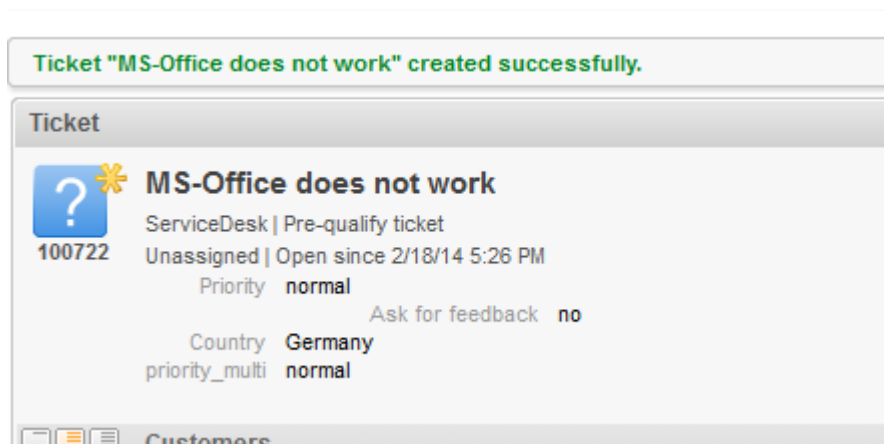 Ticket "MS-Office does not work" created successfully.
Ticket
?
MS-Office does not work
ServiceDesk | Pre-qualify ticket
100722
Unassigned | Open since 2/18/14 5:26 PM
Priority normal
Ask for feedback no
Country Germany
priority_multi normal
Customers